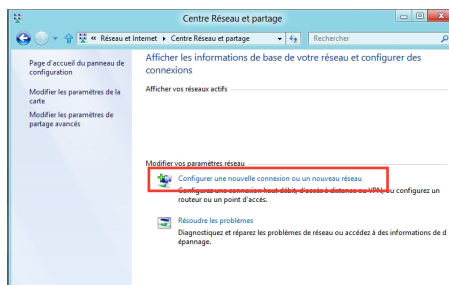 Centre Réseau et partage
« Réseau et Internet ▸ Centre Réseau et partage
Rechercher
Page d'accueil du panneau de
configuration
Modifier les paramètres de la
carte
Modifier les paramètres de
partage avancés
Afficher les informations de base de votre réseau et configurer des
connexions
Afficher vos réseaux actifs
Modifier vos paramètres réseau
Configurer une nouvelle connexion ou un nouveau réseau
Configurez une connexion haut débit, d'accès à distance ou VPN, ou configurez un
routeur ou un point d'accès.
Résoudre les problèmes
Diagnostiquez et réparez les problèmes de réseau ou accédez à des informations de d
épannage.